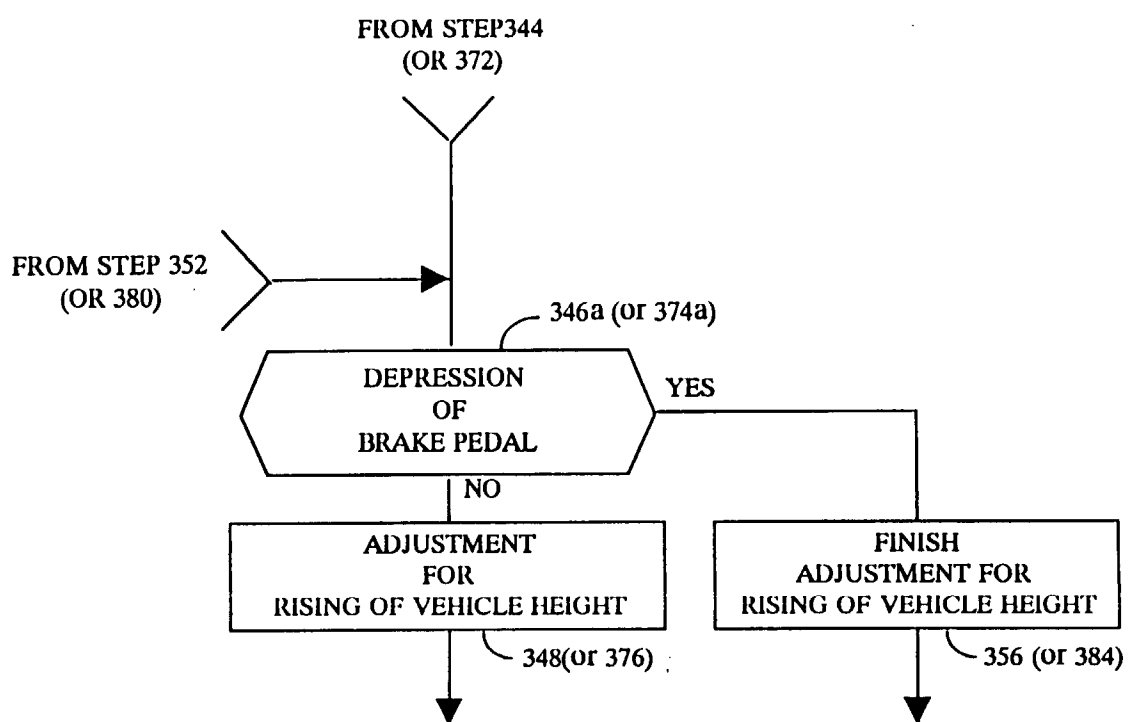 FROM STEP344
(OR 372)
FROM STEP 352
(OR 380)
346a (or 374a)
DEPRESSION
OF
BRAKE PEDAL
YES
NO
ADJUSTMENT
FOR
RISING OF VEHICLE HEIGHT
FINISH
ADJUSTMENT FOR
RISING OF VEHICLE HEIGHT
348(or 376)
356 (or 384)